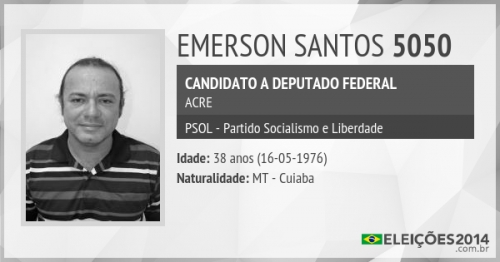 EMERSON SANTOS 5050
CANDIDATO A DEPUTADO FEDERAL
ACRE
PSOL - Partido Socialismo e Liberdade
Idade: 38 anos (16-05-1976)
Naturalidade: MT - Cuiaba
ELEIÇÕES2014
.com.br